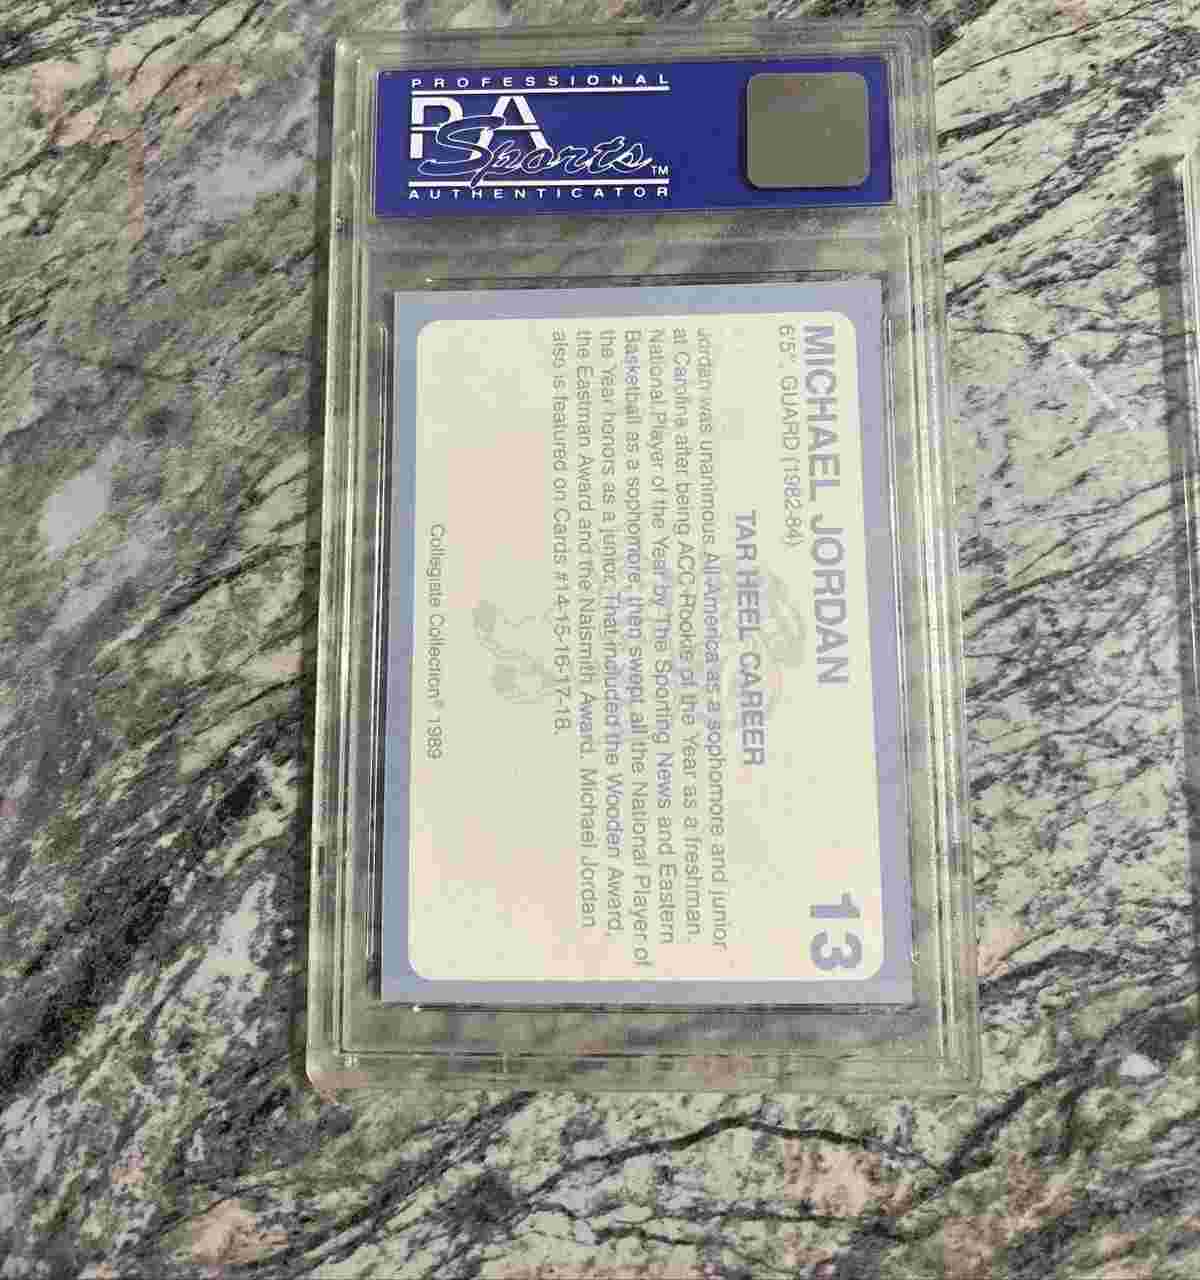 PROFESSIONAL
PSA
Sports™
AUTHENTICATOR
MICHAEL JORDAN
13
6'5", GUARD (1982-84)
TAR HEEL CAREER
Jordan was unanimous All-America as a sophomore and junior
at Carolina after being ACC Rookie of the Year as a freshman.
National Player of the Year by The Sporting News and Eastern
Basketball as a sophomore, then swept all the National Player of
the Year honors as a junior. That included the Wooden Award,
the Eastman Award and the Naismith Award. Michael Jordan
also is featured on Cards #14-15-16-17-18.
Collegiate Collection® 1989